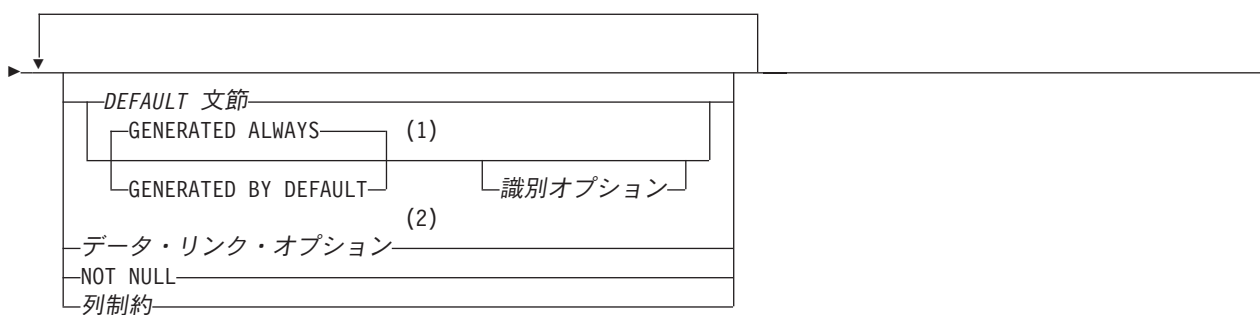 DEFAULT 文節
GENERATED ALWAYS (1)
GENERATED BY DEFAULT 識別オプション
(2)
データ・リンク・オプション
NOT NULL
列制約